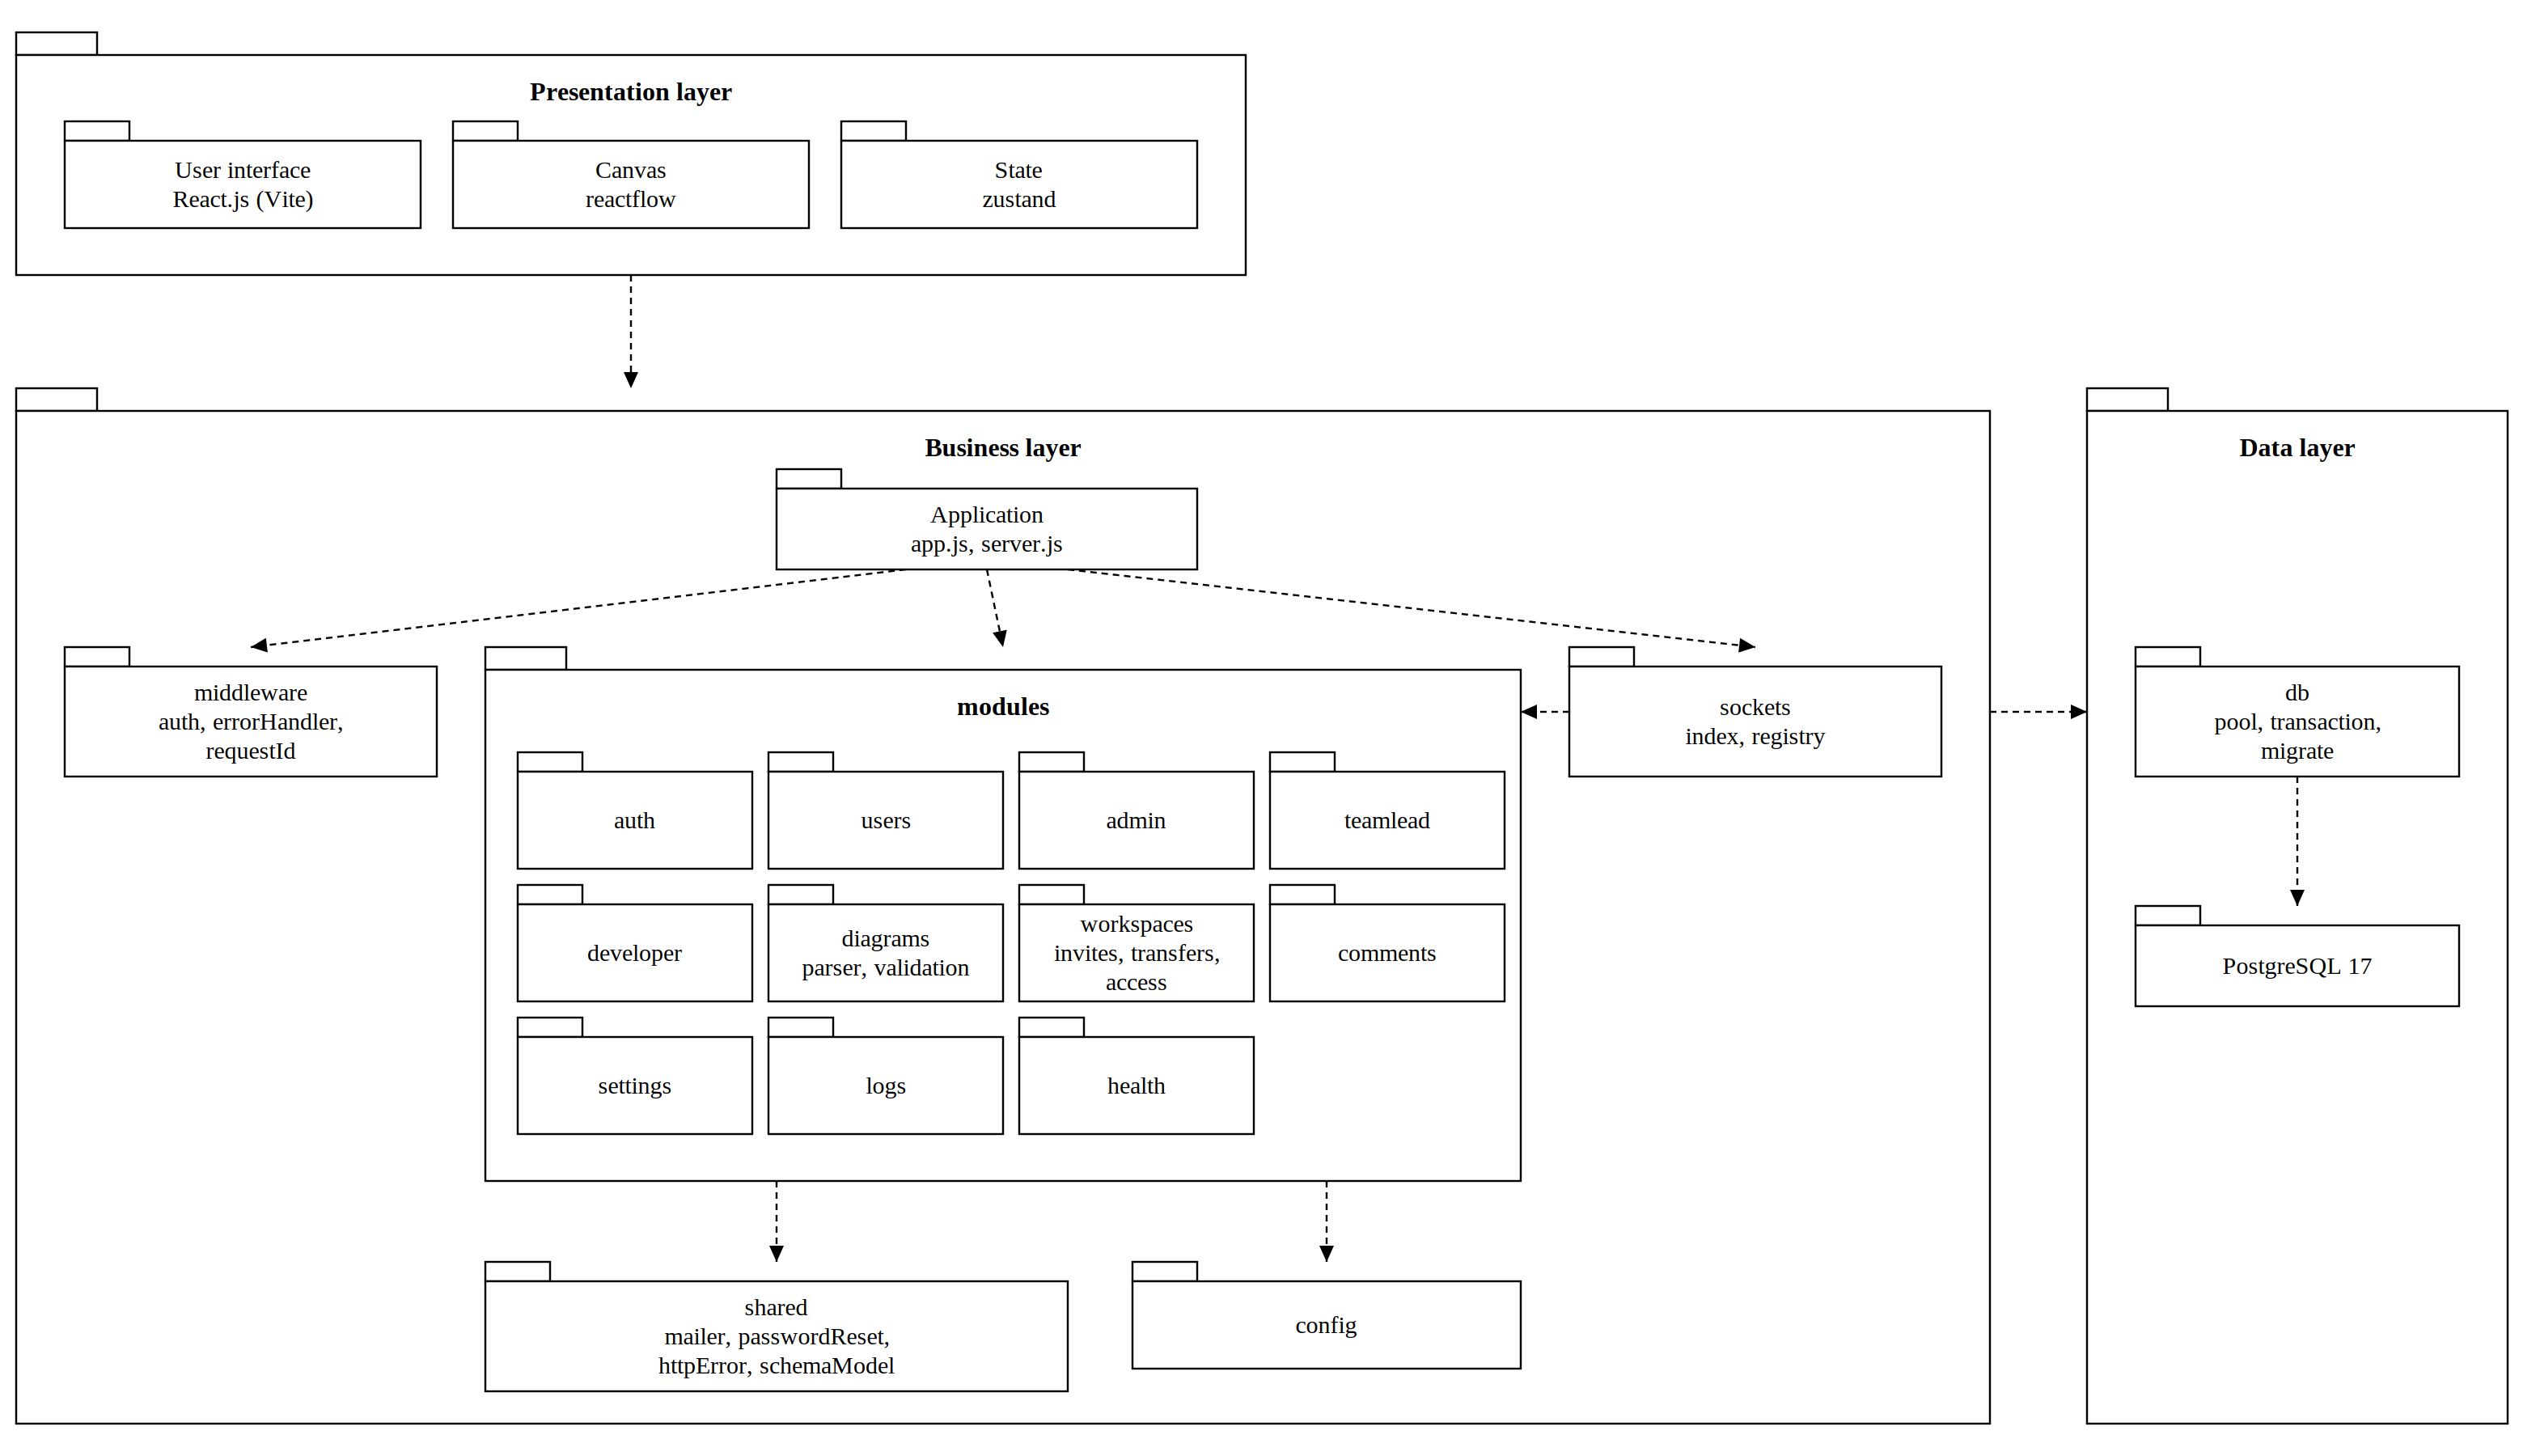 Presentation layer
User interface
React.js (Vite)
Canvas
reactflow
State
zustand
Business layer
Application
app.js, server.js
middleware
auth, errorHandler,
requestId
modules
auth
users
admin
teamlead
developer
diagrams
parser, validation
workspaces
invites, transfers,
access
comments
settings
logs
health
sockets
index, registry
shared
mailer, passwordReset,
httpError, schemaModel
config
Data layer
db
pool, transaction,
migrate
PostgreSQL 17